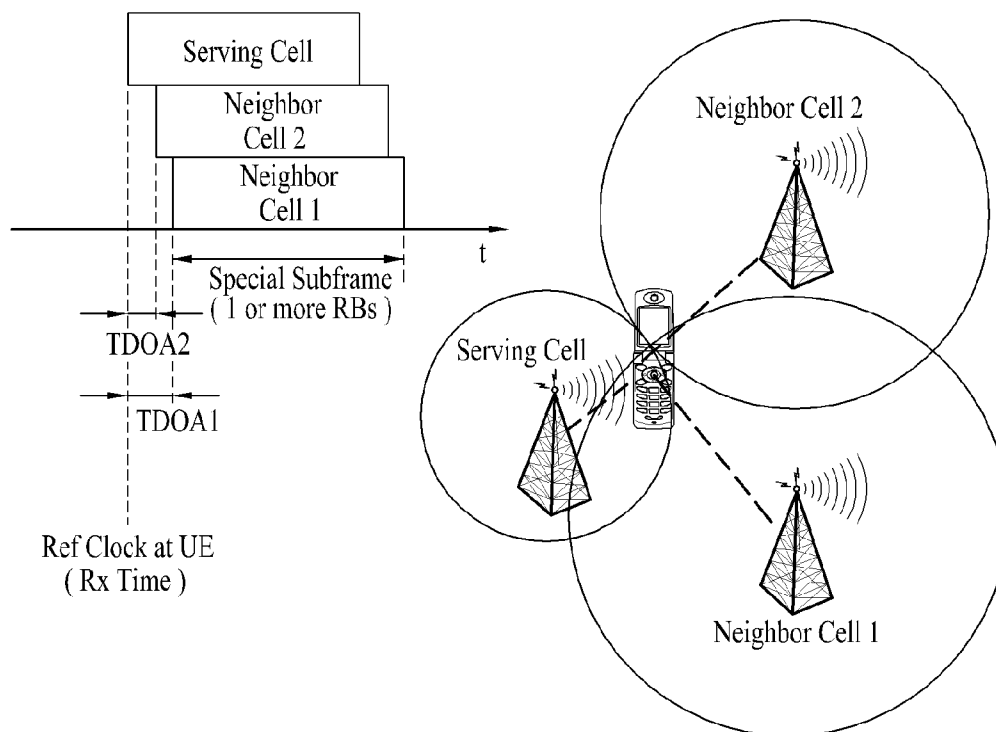 Serving Cell
Neighbor
Cell 2
Neighbor
Cell 1
t
Special Subframe
( 1 or more RBs )
TDOA2
TDOA1
Ref Clock at UE
( Rx Time )
Neighbor Cell 2
Serving Cell
Neighbor Cell 1